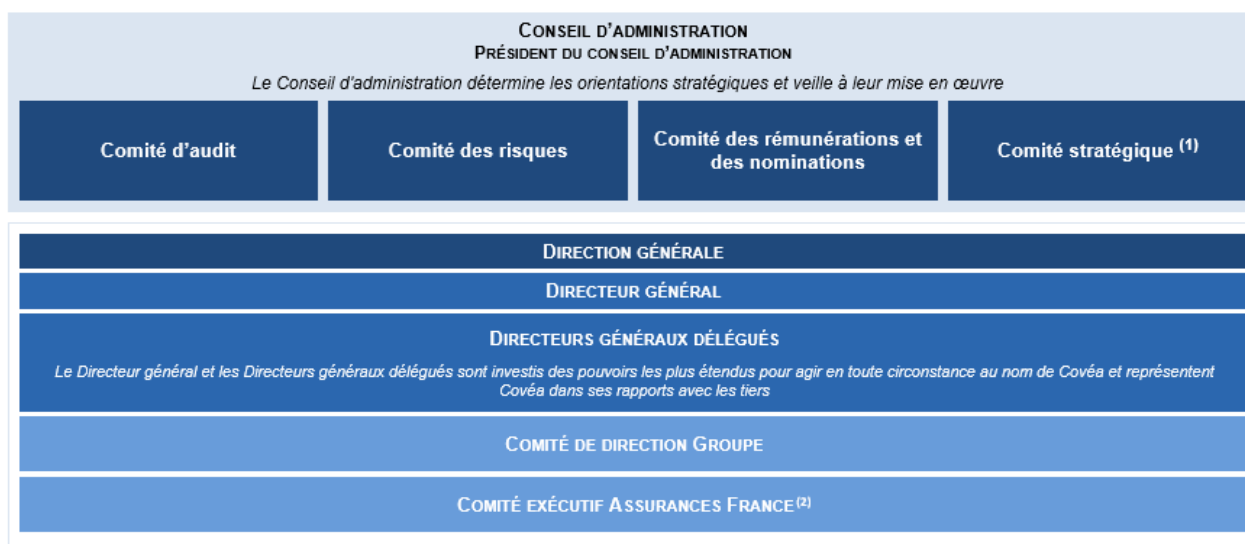 CONSEIL D'ADMINISTRATION
PRÉSIDENT DU CONSEIL D'ADMINISTRATION
Le Conseil d'administration détermine les orientations stratégiques et veille à leur mise en œuvre
Comité d'audit
Comité des risques
Comité des rémunérations et
des nominations
Comité stratégique (1)
DIRECTION GÉNÉRALE
DIRECTEUR GÉNÉRAL
DIRECTEURS GÉNÉRAUX DÉLÉGUÉS
Le Directeur général et les Directeurs généraux délégués sont investis des pouvoirs les plus étendus pour agir en toute circonstance au nom de Covéa et représentent
Covéa dans ses rapports avec les tiers
COMITÉ DE DIRECTION GROUPE
COMITÉ EXÉCUTIF ASSURANCES FRANCE (2)